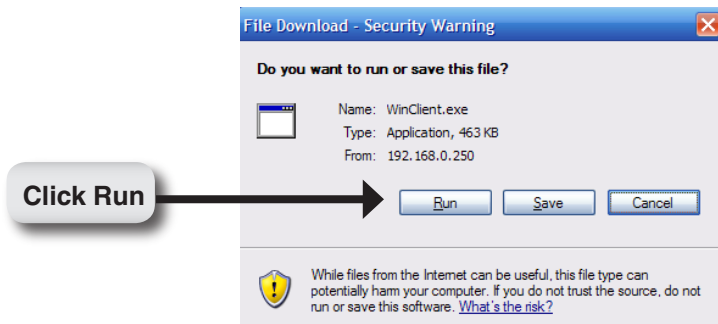 File Download - Security Warning
Do you want to run or save this file?
Name: WinClient.exe
Type: Application, 463 KB
From: 192.168.0.250
Click Run
Run Save Cancel
While files from the Internet can be useful, this file type can
potentially harm your computer. If you do not trust the source, do not
run or save this software. What's the risk?